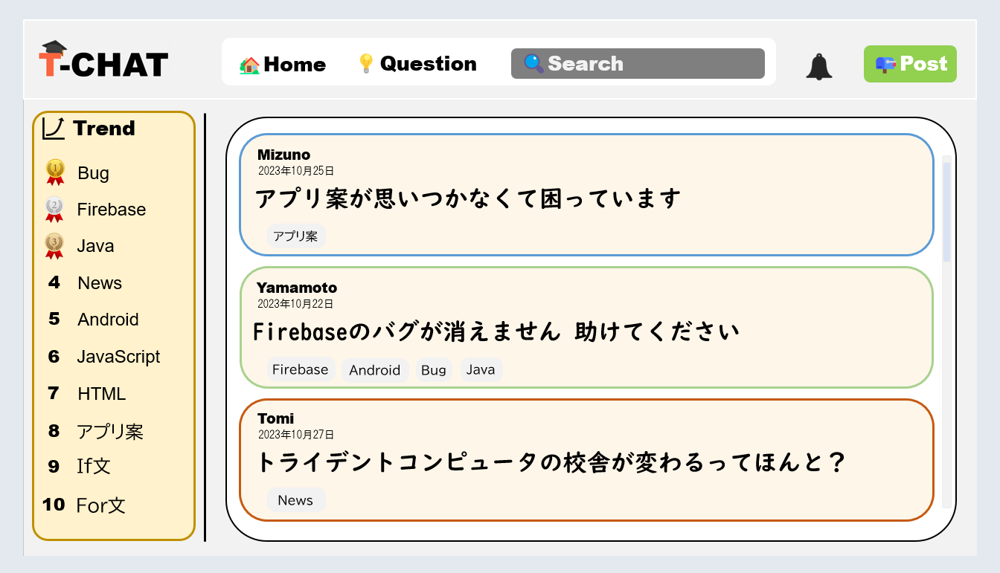 T-CHAT
Home
Question
Search
Post
Trend
1 Bug
2 Firebase
3 Java
4 News
5 Android
6 JavaScript
7 HTML
8 アプリ案
9 If文
10 For文
Mizuno
2023年10月25日
アプリ案が思いつかなくて困っています
アプリ案
Yamamoto
2023年10月22日
Firebaseのバグが消えません 助けてください
Firebase Android Bug Java
Tomi
2023年10月27日
トライデントコンピュータの校舎が変わるってほんと？
News